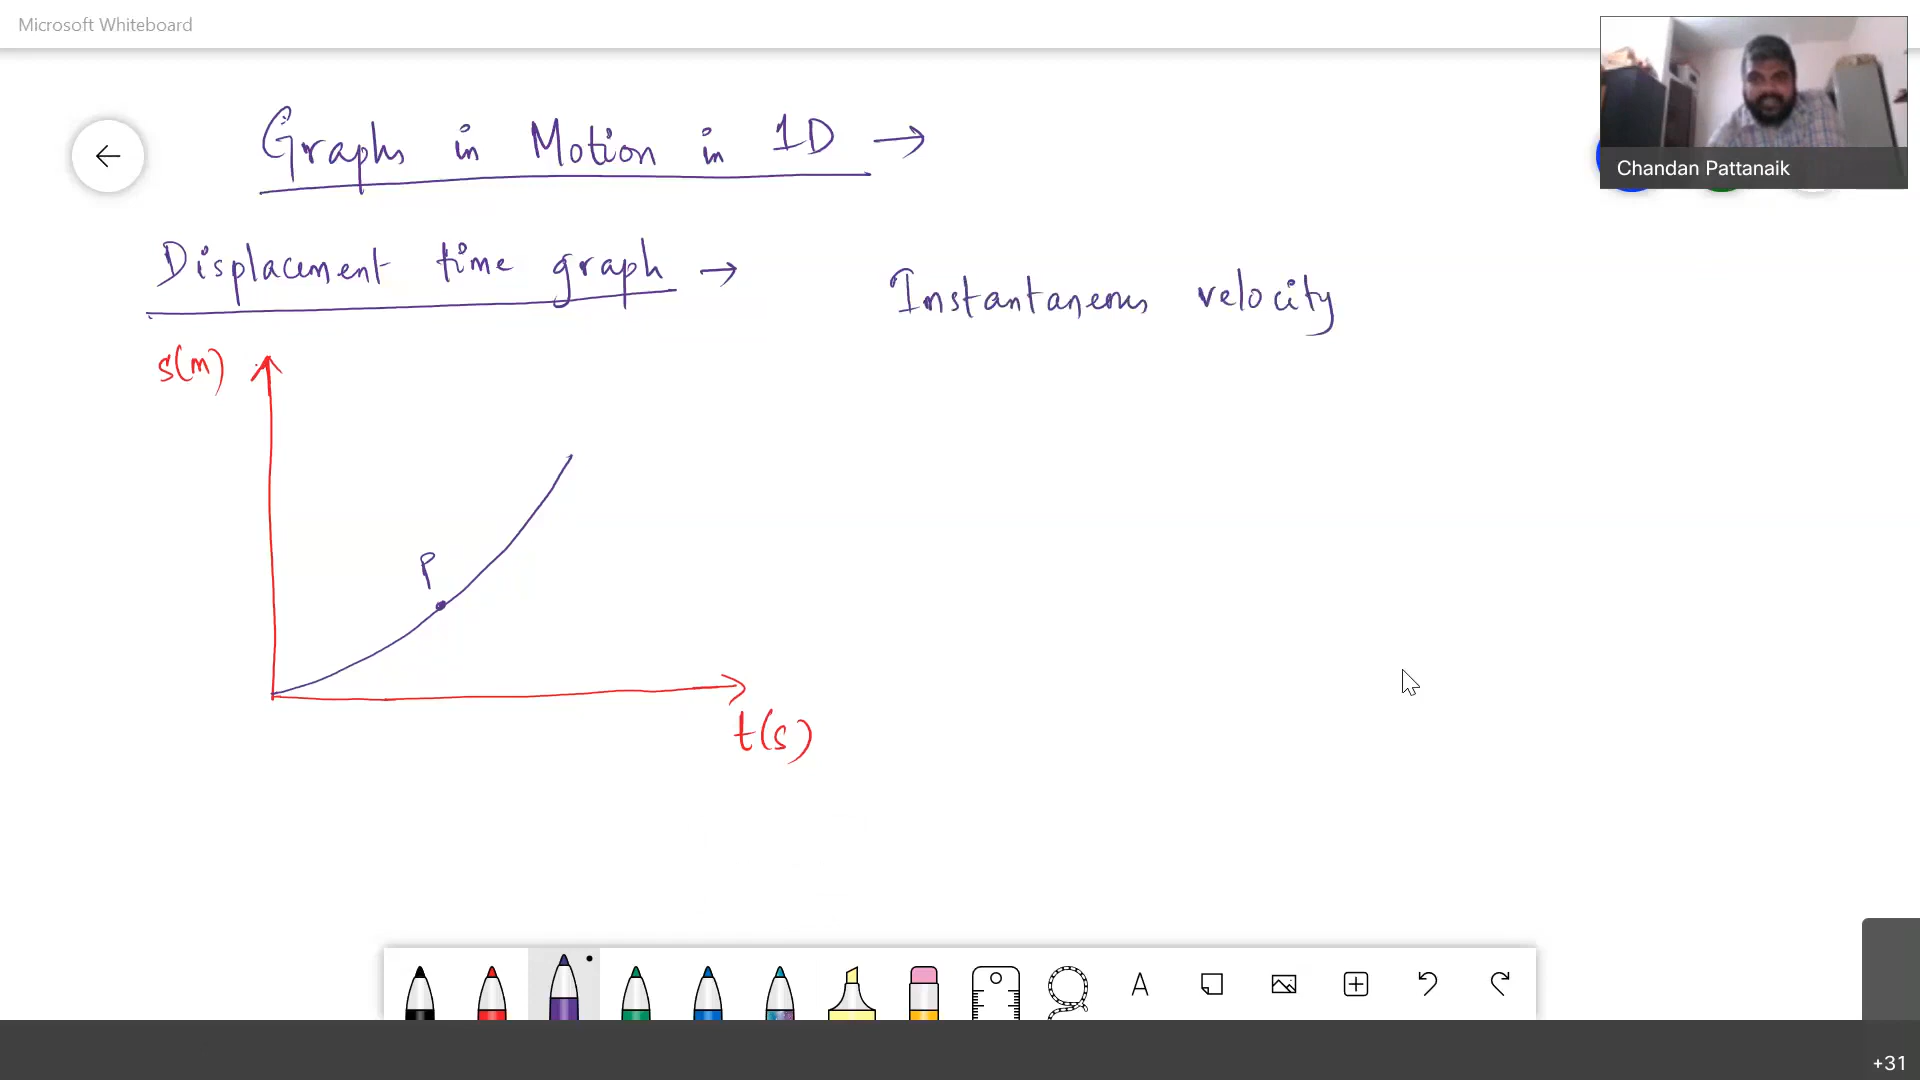 Microsoft Whiteboard
Chandan Pattanaik
Graphs in Motion in 1D →
Displacement time graph →
Instantaneous velocity
s(m)
P
t(s)
A
+31